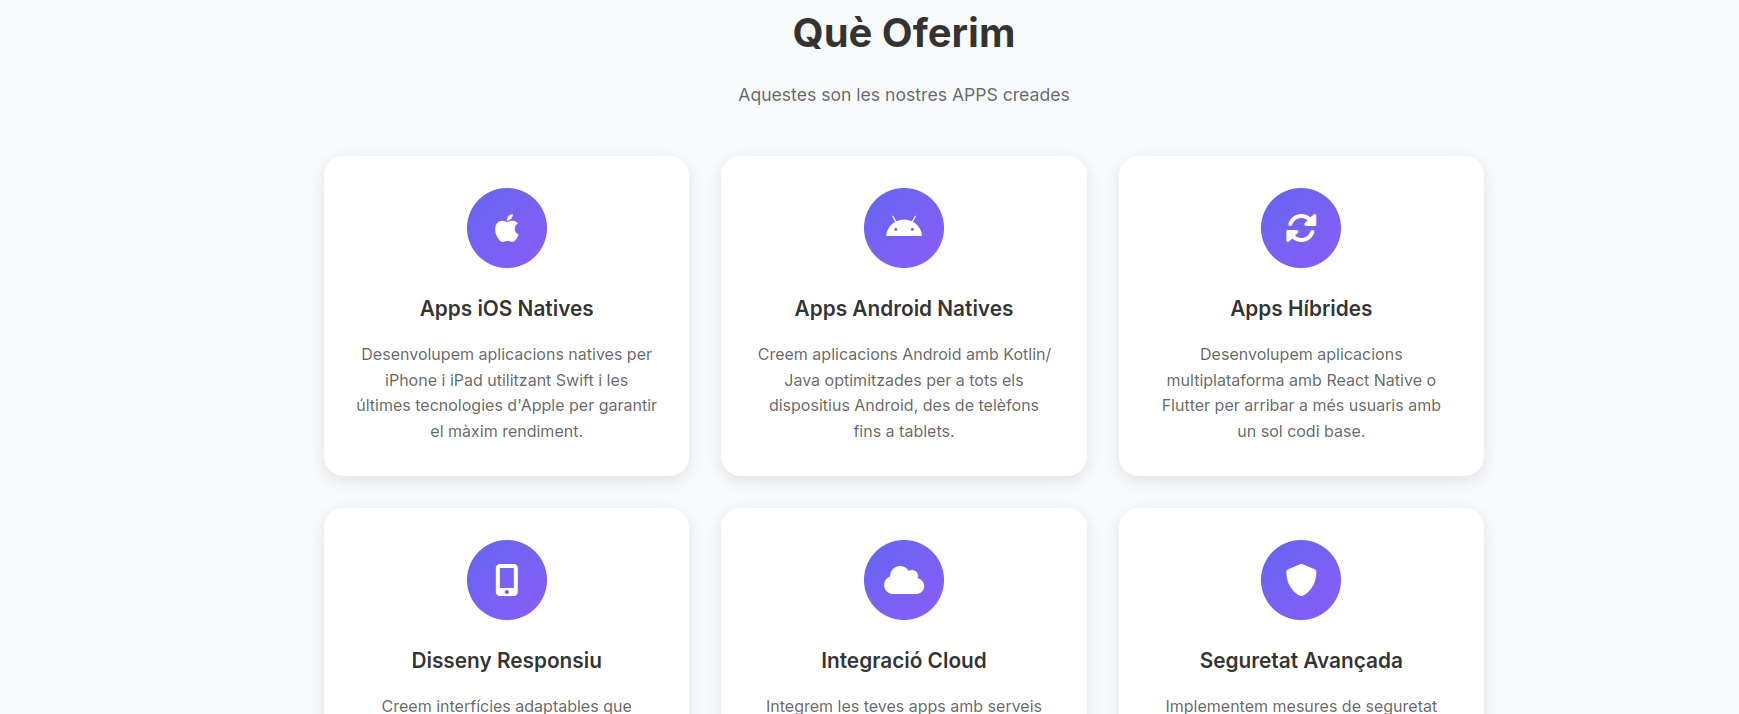 Què Oferim
Aquestes son les nostres APPS creades
Apps iOS Natives
Desenvolupem aplicacions natives per
iPhone i iPad utilitzant Swift i les
últimes tecnologies d'Apple per garantir
el màxim rendiment.
Apps Android Natives
Creem aplicacions Android amb Kotlin/
Java optimitzades per a tots els
dispositius Android, des de telèfons
fins a tablets.
Apps Híbrides
Desenvolupem aplicacions
multiplataforma amb React Native o
Flutter per arribar a més usuaris amb
un sol codi base.
Disseny Responsiu
Creem interfícies adaptables que
Integració Cloud
Integrem les teves apps amb serveis
Seguretat Avançada
Implementem mesures de seguretat